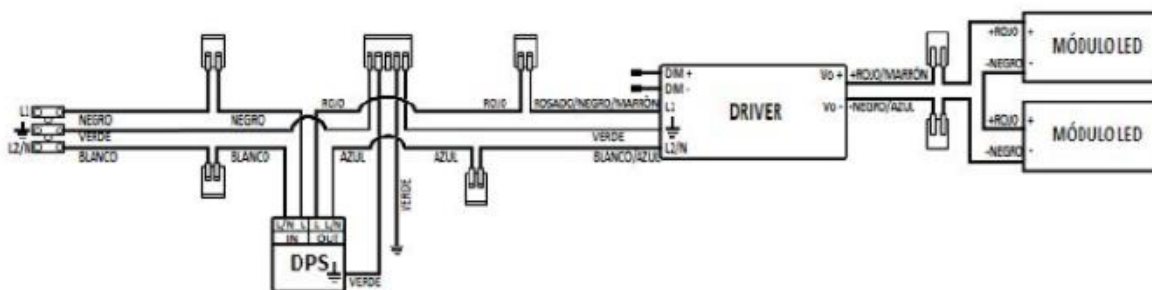 L1
NEGRO
NEGRO
ROJO
ROJO
ROSADO/NEGRO/MARRÓN
VERDE
VERDE
L2/N
BLANCO
BLANCO
AZUL
AZUL
BLANCO/AZUL
VERDE
L/N L L L/N
IN OUT
DPS
VERDE
DIM +
DIM -
L1
L2/N
DRIVER
Vo +
Vo -
+ROJO/MARRÓN
-NEGRO/AZUL
+ROJO +
-NEGRO -
MÓDULO LED
+ROJO +
-NEGRO -
MÓDULO LED